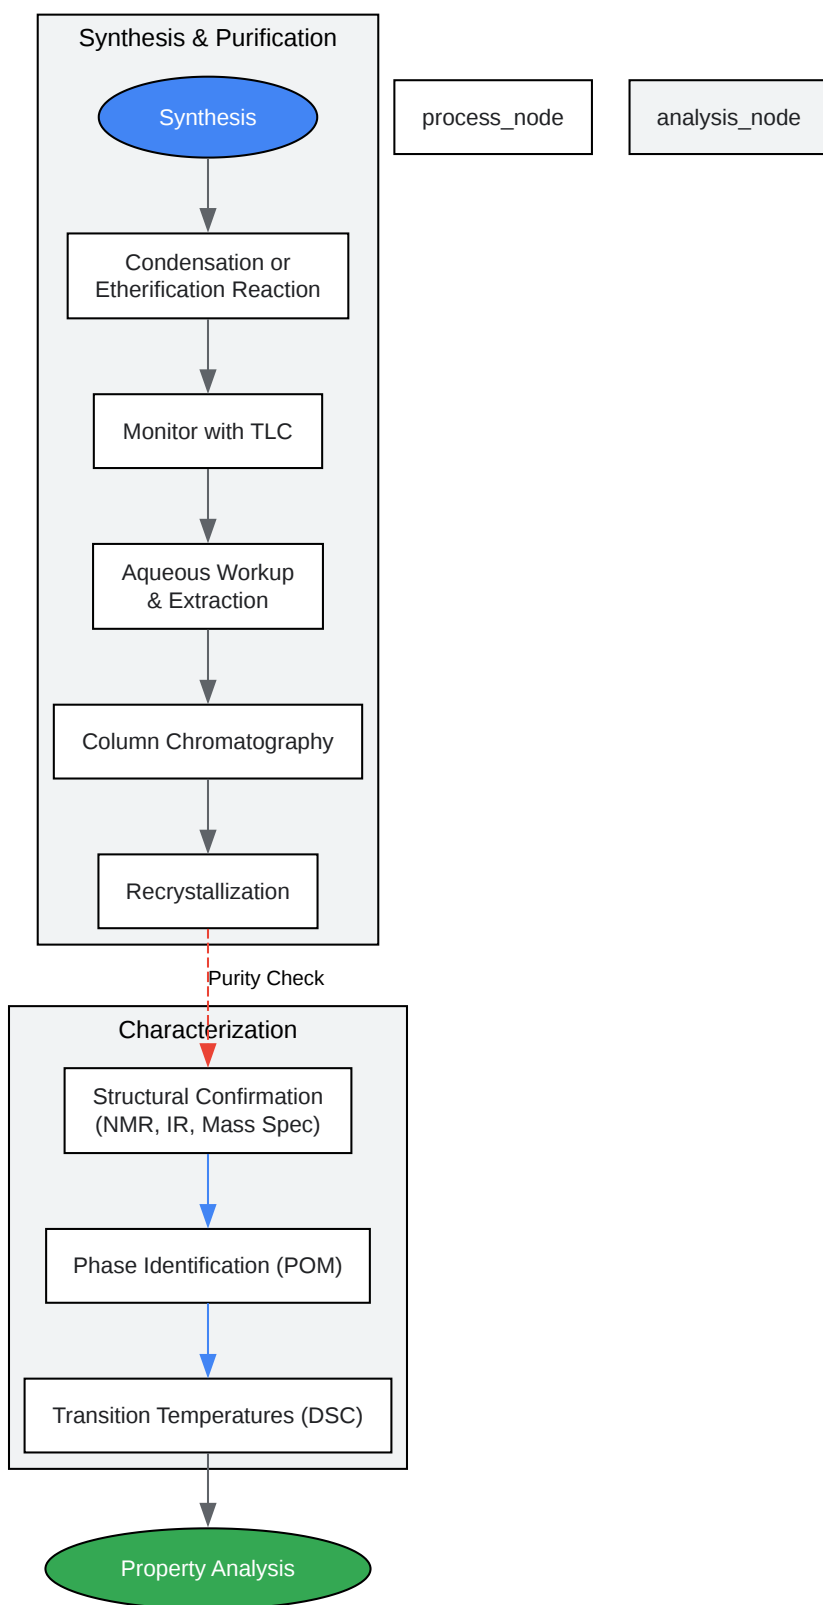 Synthesis & Purification
Synthesis
process_node
analysis_node
Condensation or
Etherification Reaction
Monitor with TLC
Aqueous Workup
& Extraction
Column Chromatography
Recrystallization
Purity Check
Characterization
Structural Confirmation
(NMR, IR, Mass Spec)
Phase Identification (POM)
Transition Temperatures (DSC)
Property Analysis